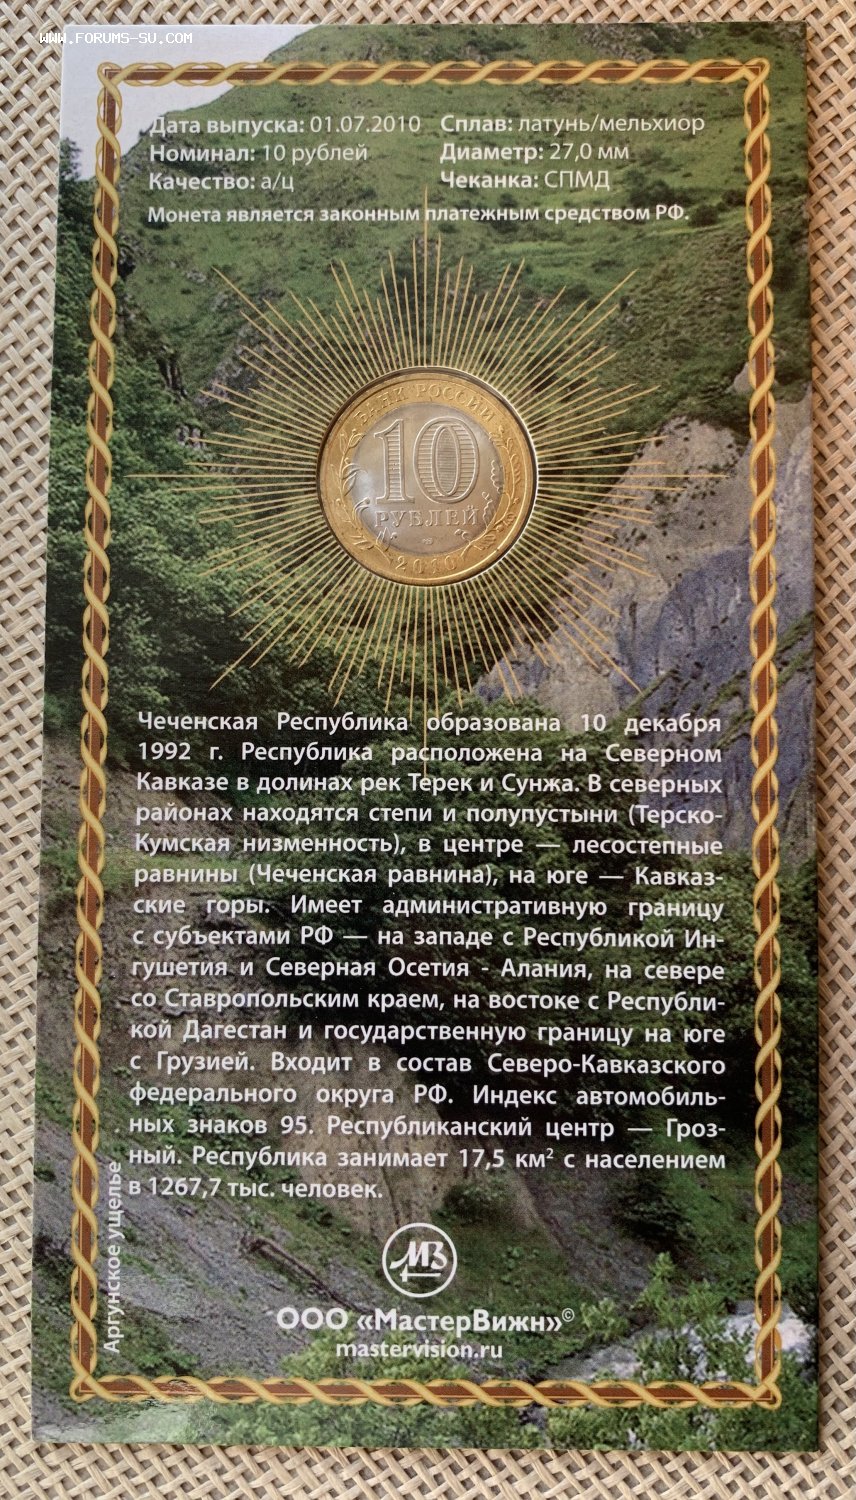 WWW.FORUMS-SU.COM
Дата выпуска: 01.07.2010 Сплав: латунь/мельхиор
Номинал: 10 рублей Диаметр: 27,0 мм
Качество: а/ц Чеканка: СПМД
Монета является законным платежным средством РФ.
БАНК РОССИИ
10
РУБЛЕЙ
2010
Чеченская Республика образована 10 декабря
1992 г. Республика расположена на Северном
Кавказе в долинах рек Терек и Сунжа. В северных
районах находятся степи и полупустыни (Терско-
Кумская низменность), в центре — лесостепные
равнины (Чеченская равнина), на юге — Кавказ-
ские горы. Имеет административную границу
с субъектами РФ — на западе с Республикой Ин-
гушетия и Северная Осетия - Алания, на севере
со Ставропольским краем, на востоке с Республи-
кой Дагестан и государственную границу на юге
с Грузией. Входит в состав Северо-Кавказского
федерального округа РФ. Индекс автомобиль-
ных знаков 95. Республиканский центр — Гроз-
ный. Республика занимает 17,5 км² с населением
в 1267,7 тыс. человек.
Аргунское ущелье
МВ
ООО «МастерВижн»©
mastervision.ru